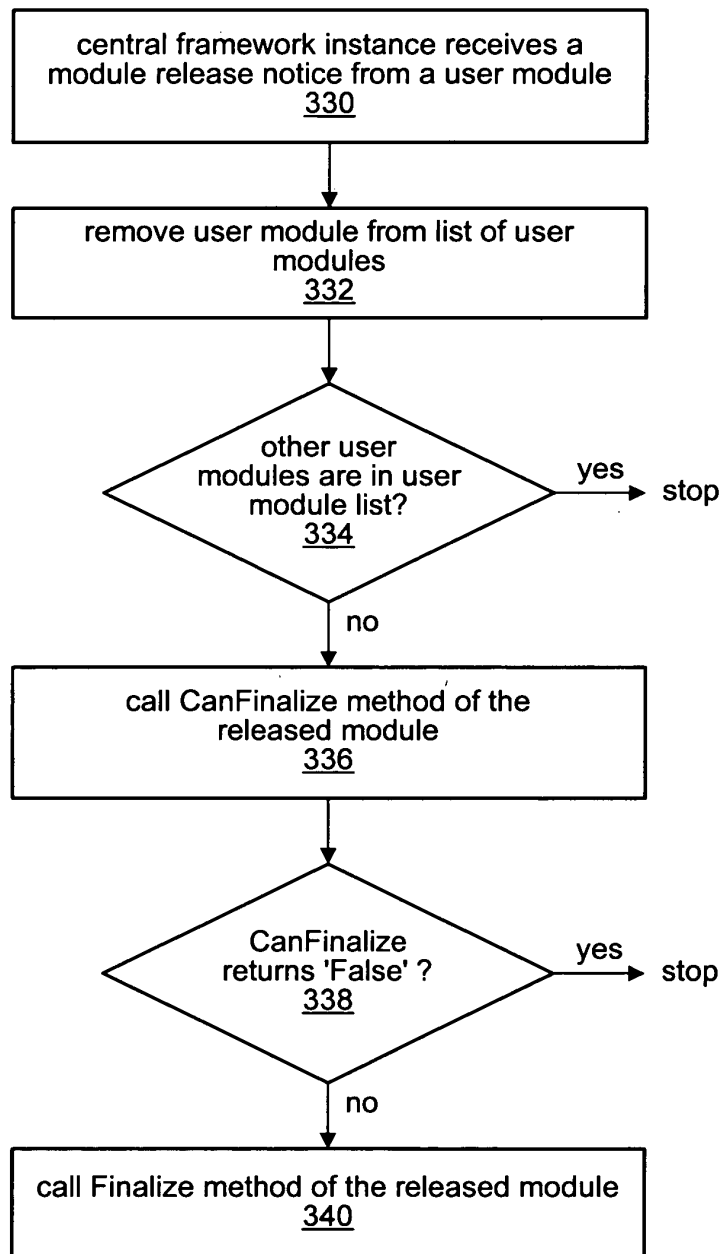 central framework instance receives a
module release notice from a user module
330
remove user module from list of user
modules
332
other user
modules are in user
module list?
334
yes
stop
no
call CanFinalize method of the
released module
336
CanFinalize
returns 'False' ?
338
yes
stop
no
call Finalize method of the released module
340